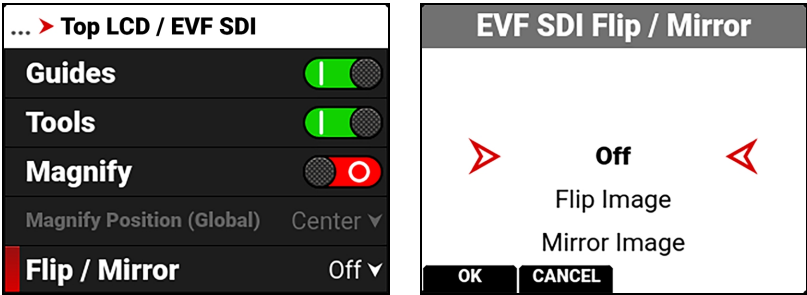 ... > Top LCD / EVF SDI
Guides
Tools
Magnify
Magnify Position (Global) Center
Flip / Mirror Off
EVF SDI Flip / Mirror
Off
Flip Image
Mirror Image
OK CANCEL